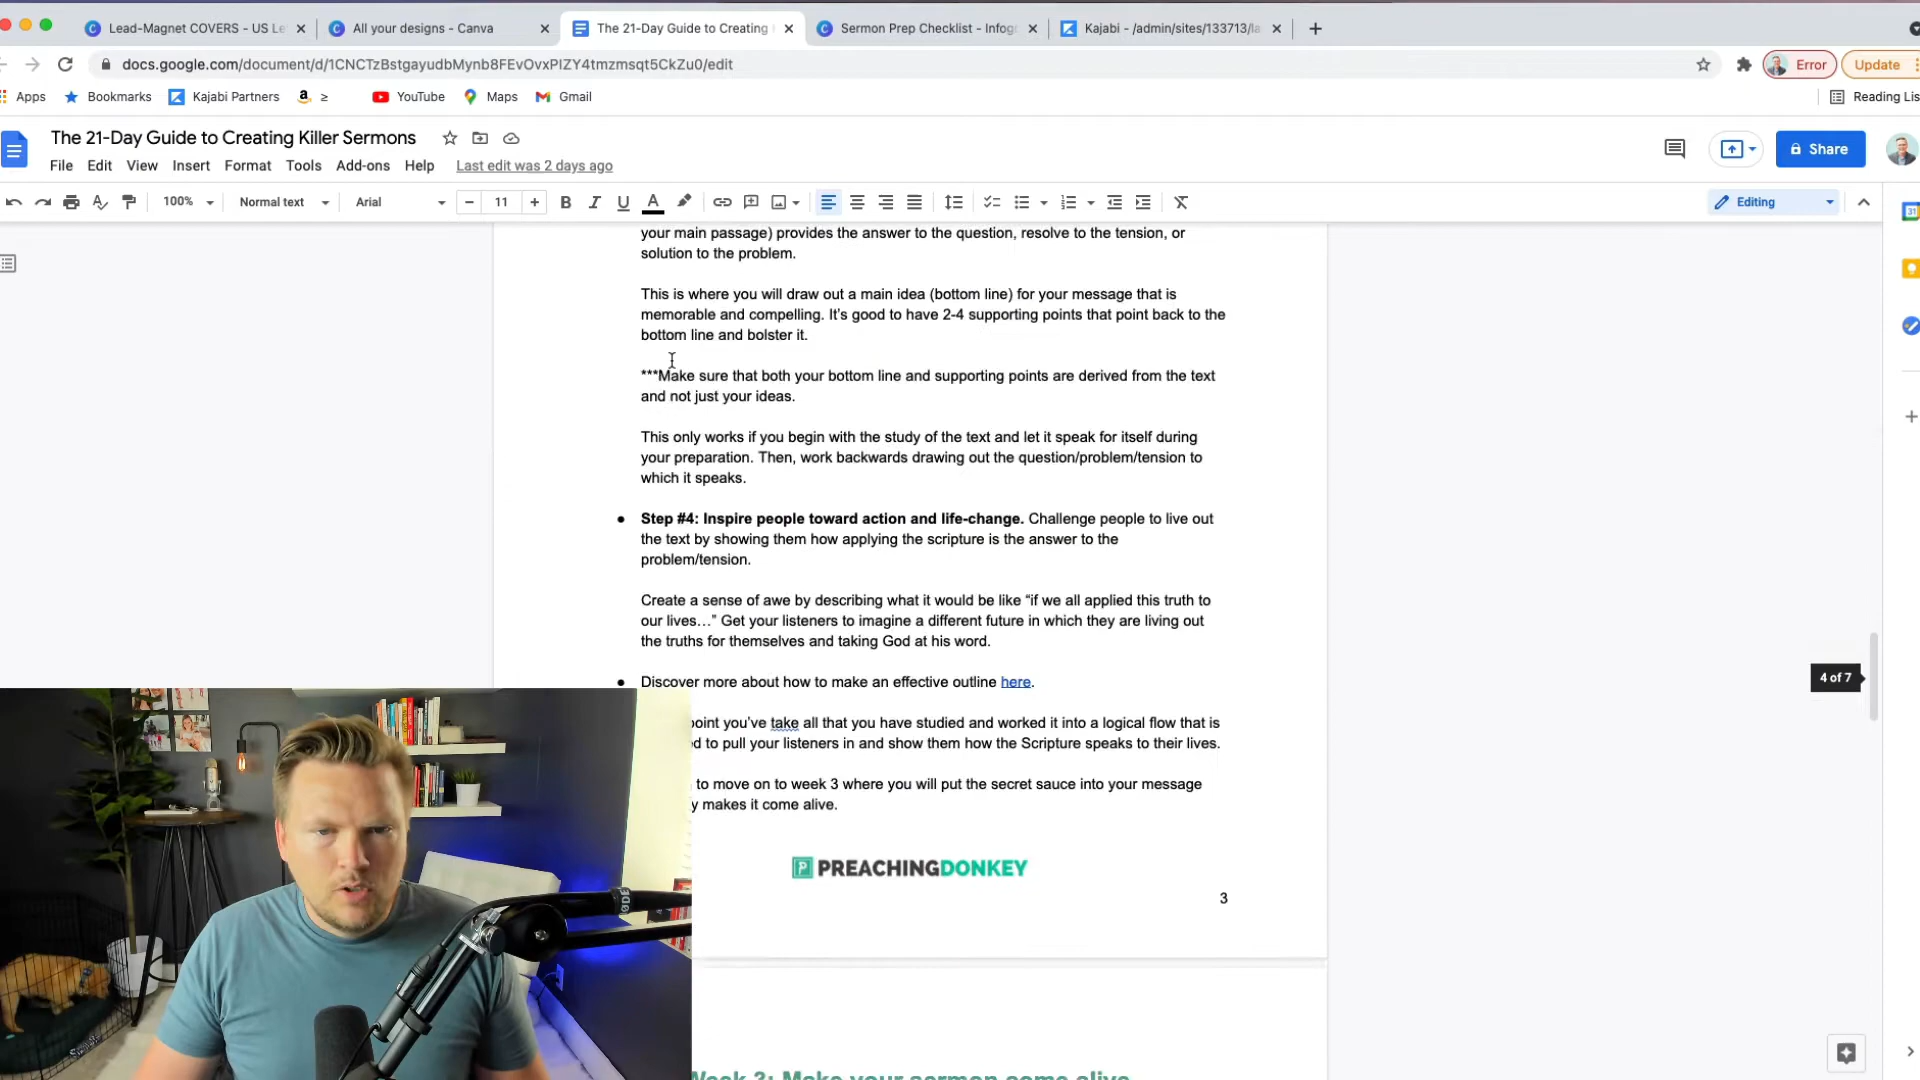 Lead-Magnet COVERS - US Le
All your designs - Canva
The 21-Day Guide to Creating
Sermon Prep Checklist - Infog
Kajabi - /admin/sites/133713/la
docs.google.com/document/d/1CNCTzBstgayudbMynb8FEvOvxPIZY4tmzmsqt5CkZu0/edit
Error
Update
Apps
Bookmarks
Kajabi Partners
≥
YouTube
Maps
Gmail
Reading Lis
The 21-Day Guide to Creating Killer Sermons
File Edit View Insert Format Tools Add-ons Help Last edit was 2 days ago
Share
100% Normal text Arial 11 Editing
your main passage) provides the answer to the question, resolve to the tension, or
solution to the problem.
This is where you will draw out a main idea (bottom line) for your message that is
memorable and compelling. It's good to have 2-4 supporting points that point back to the
bottom line and bolster it.
***Make sure that both your bottom line and supporting points are derived from the text
and not just your ideas.
This only works if you begin with the study of the text and let it speak for itself during
your preparation. Then, work backwards drawing out the question/problem/tension to
which it speaks.
● Step #4: Inspire people toward action and life-change. Challenge people to live out
the text by showing them how applying the scripture is the answer to the
problem/tension.
Create a sense of awe by describing what it would be like “if we all applied this truth to
our lives…” Get your listeners to imagine a different future in which they are living out
the truths for themselves and taking God at his word.
● Discover more about how to make an effective outline here.
point you've take all that you have studied and worked it into a logical flow that is
d to pull your listeners in and show them how the Scripture speaks to their lives.
to move on to week 3 where you will put the secret sauce into your message
y makes it come alive.
4 of 7
PREACHINGDONKEY
3
Week 3: Make your sermon come alive